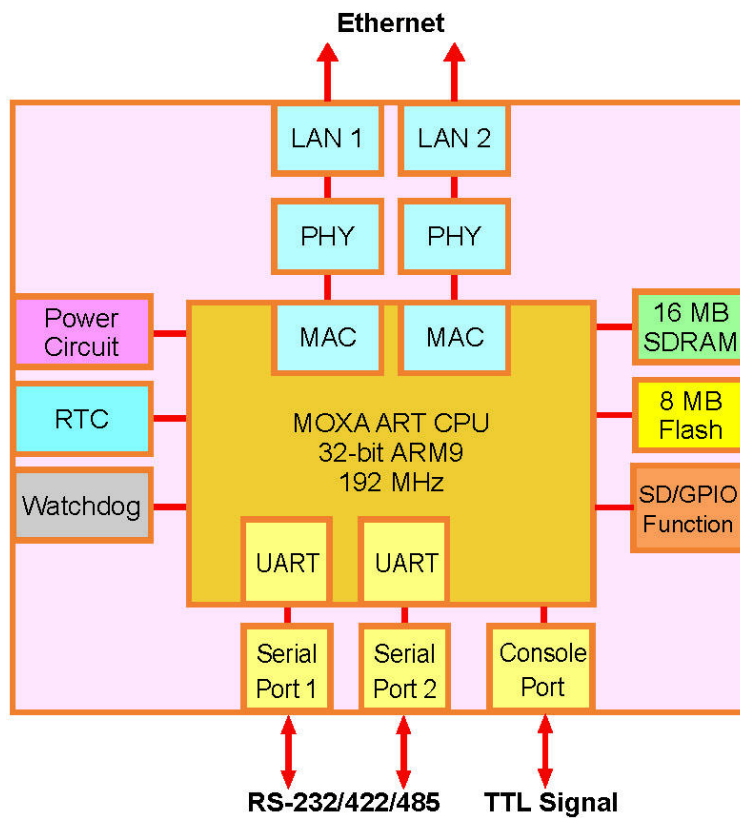 Ethernet
LAN 1
LAN 2
PHY
PHY
MAC
MAC
Power
Circuit
RTC
Watchdog
16 MB
SDRAM
8 MB
Flash
SD/GPIO
Function
MOXA ART CPU
32-bit ARM9
192 MHz
UART
UART
Serial
Port 1
Serial
Port 2
Console
Port
RS-232/422/485
TTL Signal